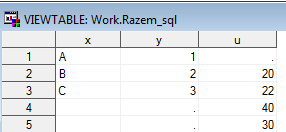 VIEWTABLE: Work.Razem_sql
x y u
1 A 1 .
2 B 2 20
3 C 3 22
4 . 40
5 . 30